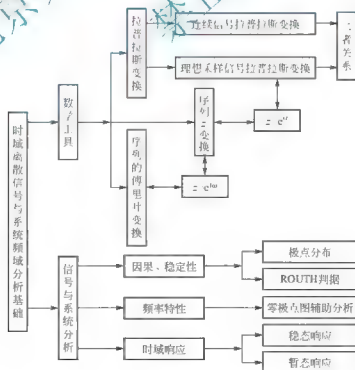 拉普拉斯变换
连续信号拉普拉斯变换
理想采样信号拉普拉斯变换
者关系
数学工具
序列z变换
序列的傅里叶变换
时域离散信号与系统频域分析基础
信号与系统分析
因果、稳定性
极点分布
ROUTH判据
频率特性
零极点图辅助分析
时域响应
稳态响应
暂态响应